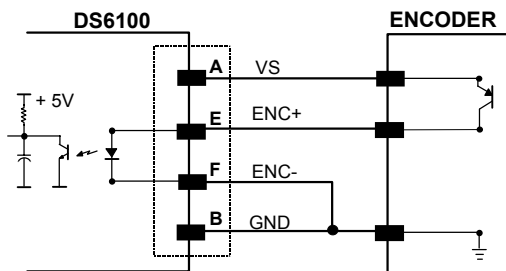 DS6100
ENCODER
A VS
+ 5V
E ENC+
F ENC-
B GND